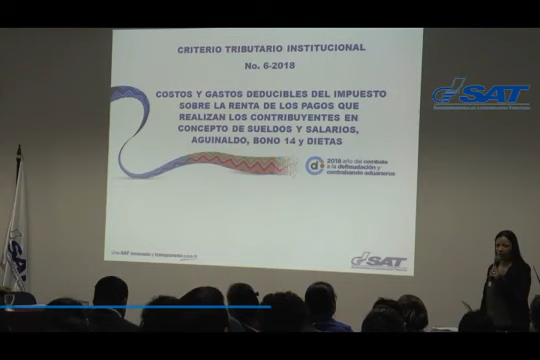 CRITERIO TRIBUTARIO INSTITUCIONAL
No. 6-2018
COSTOS Y GASTOS DEDUCIBLES DEL IMPUESTO
SOBRE LA RENTA DE LOS PAGOS QUE
REALIZAN LOS CONTRIBUYENTES EN
CONCEPTO DE SUELDOS Y SALARIOS,
AGUINALDO, BONO 14 y DIETAS
2018 año del combate
a la defraudación y
contrabando aduaneros
SAT
SAT
SAT